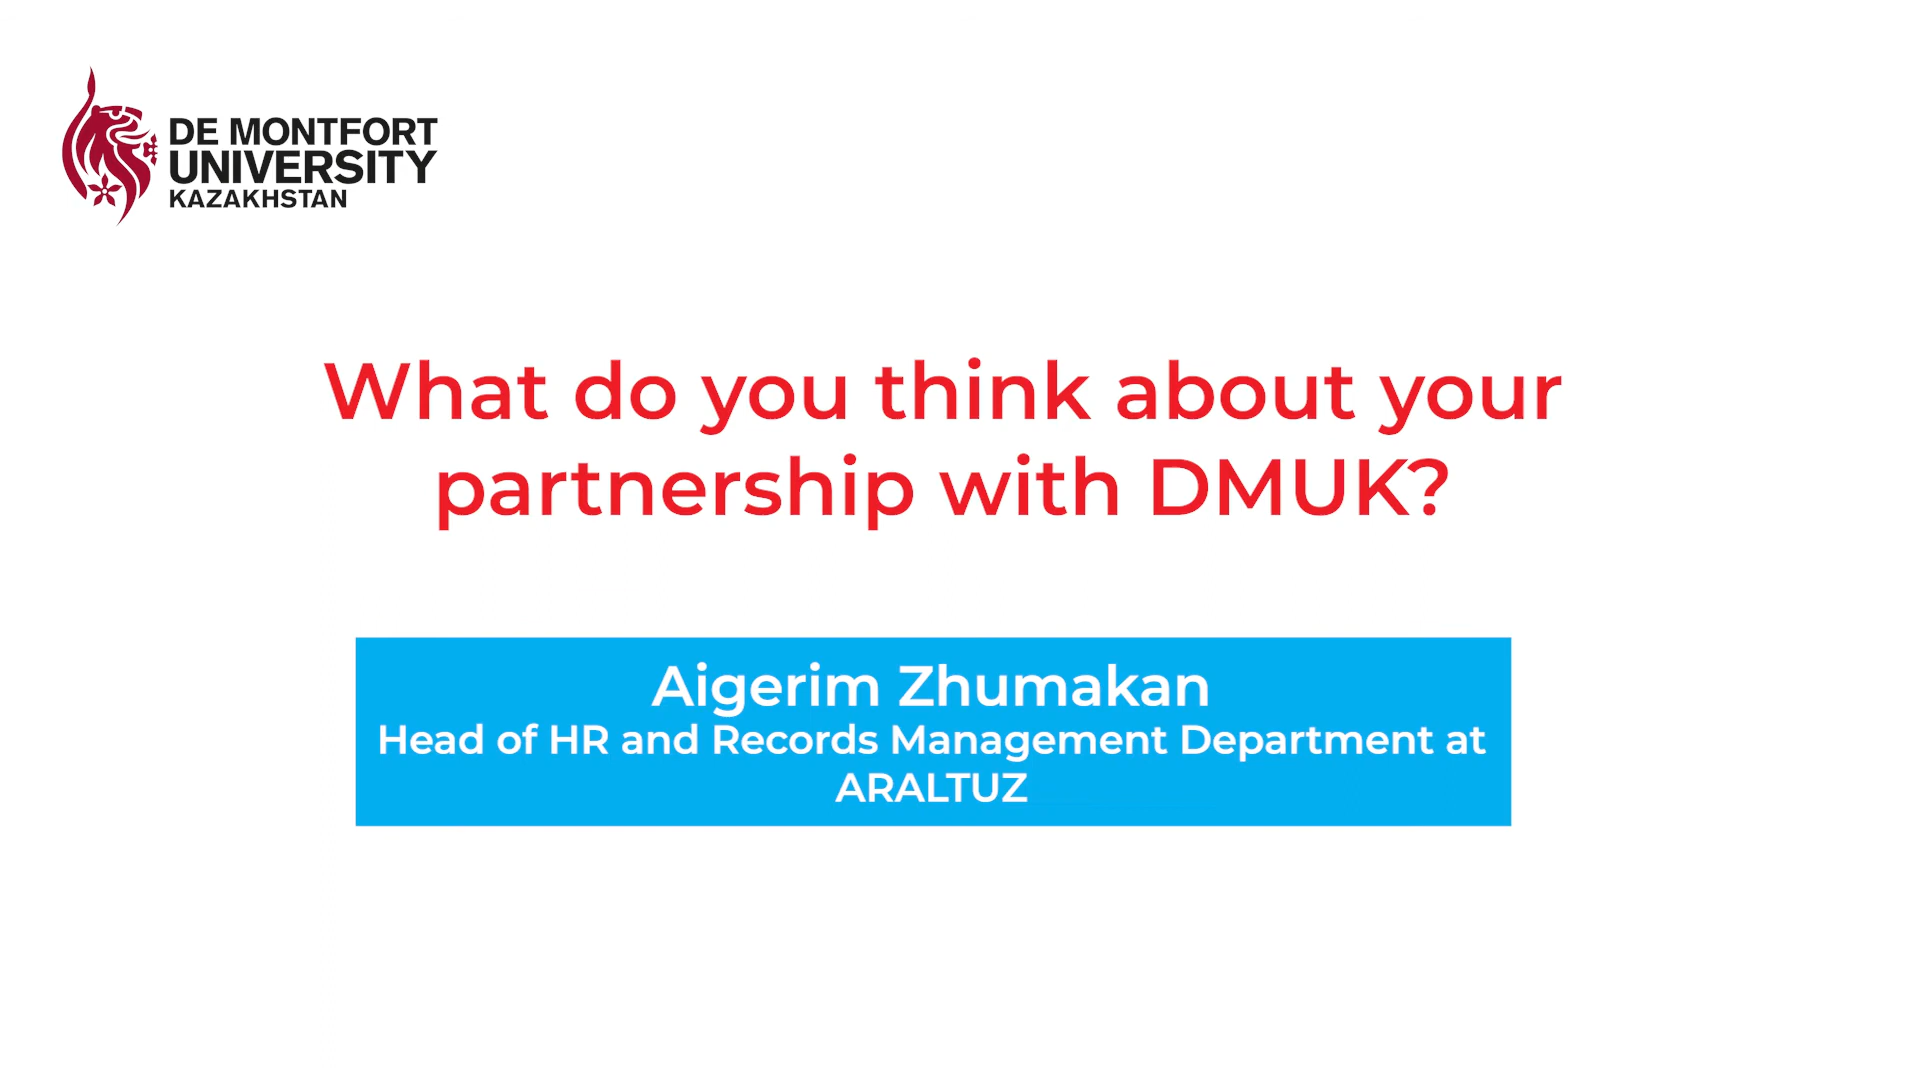 DE MONTFORT
UNIVERSITY
KAZAKHSTAN
What do you think about your
partnership with DMUK?
Aigerim Zhumakan
Head of HR and Records Management Department at
ARALTUZ